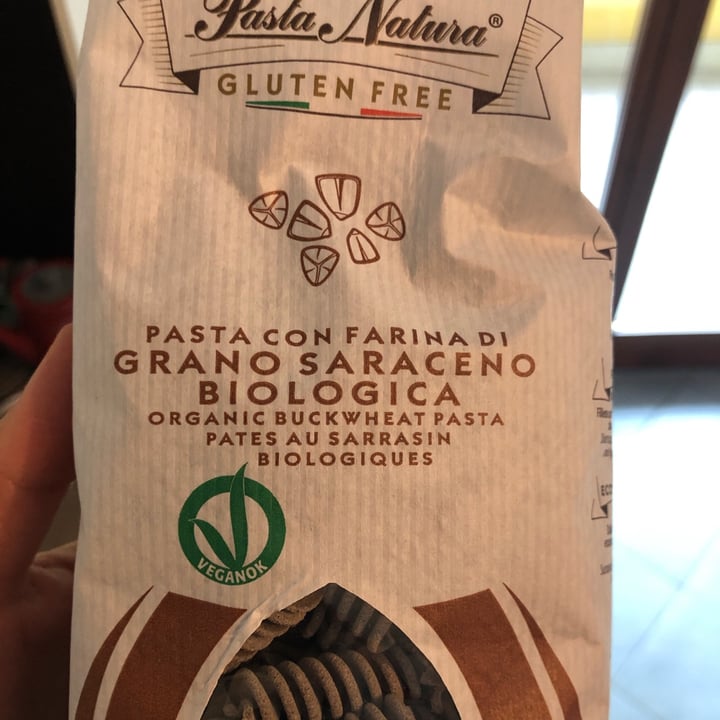 Pasta Natura®
GLUTEN FREE
PASTA CON FARINA DI
GRANO SARACENO
BIOLOGICA
ORGANIC BUCKWHEAT PASTA
PATES AU SARRASIN
BIOLOGIQUES
VEGANOK